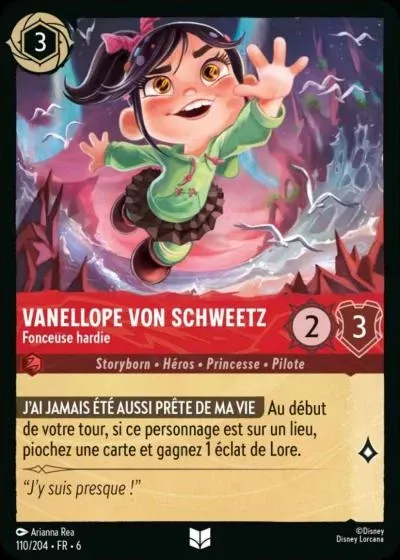 3
VANELLOPE VON SCHWEETZ
Fonceuse hardie
2
3
Storyborn • Héros • Princesse • Pilote
J'AI JAMAIS ÉTÉ AUSSI PRÊTE DE MA VIE Au début
de votre tour, si ce personnage est sur un lieu,
piochez une carte et gagnez 1 éclat de Lore.
“J'y suis presque !”
Arianna Rea
110/204 • FR • 6
©Disney
Disney Lorcana